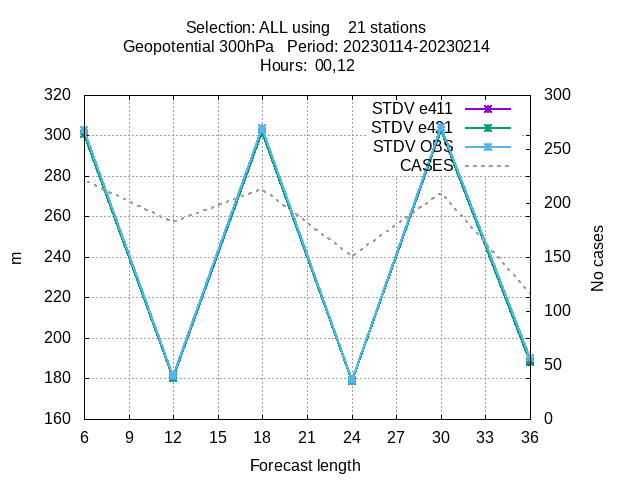 Selection: ALL using    21 stations
Geopotential 300hPa   Period: 20230114-20230214
Hours:  00,12
320
300
280
260
240
220
200
180
160
300
250
200
150
100
50
0
m
No cases
STDV e411
STDV e421
STDV OBS
CASES
6 9 12 15 18 21 24 27 30 33 36
Forecast length